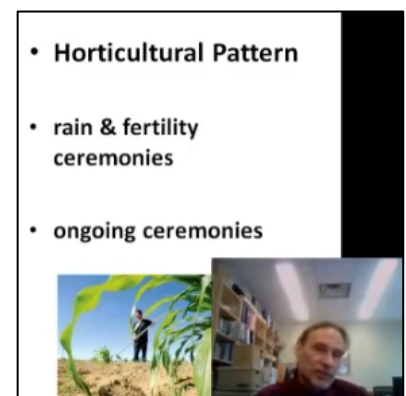 • Horticultural Pattern
• rain & fertility
ceremonies
• ongoing ceremonies